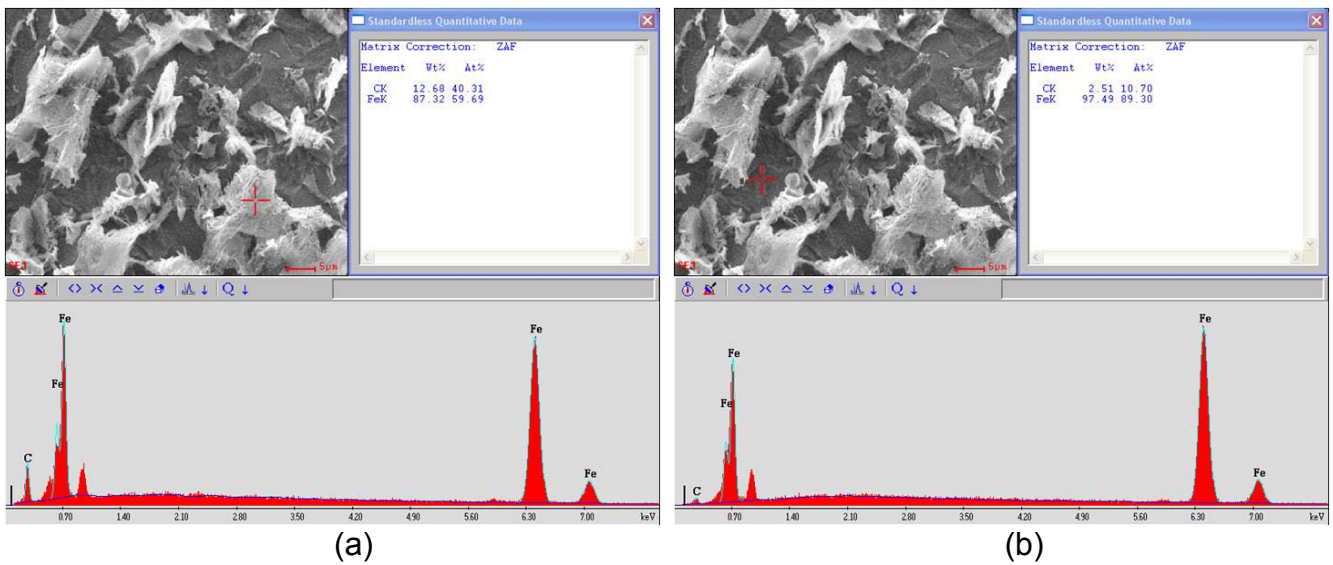 Standardless Quantitative Data
Matrix Correction: ZAF
Element Wt% At%
CK 12.68 40.31
FeK 87.32 59.69
SEI
5µm
Q
Fe
Fe
Fe
C
Fe
0.70 1.40 2.10 2.80 3.50 4.20 4.90 5.60 6.30 7.00 keV
(a)
Standardless Quantitative Data
Matrix Correction: ZAF
Element Wt% At%
CK 2.51 10.70
FeK 97.49 89.30
SEI
5µm
Q
Fe
Fe
Fe
Fe
C
0.70 1.40 2.10 2.80 3.50 4.20 4.90 5.60 6.30 7.00 keV
(b)